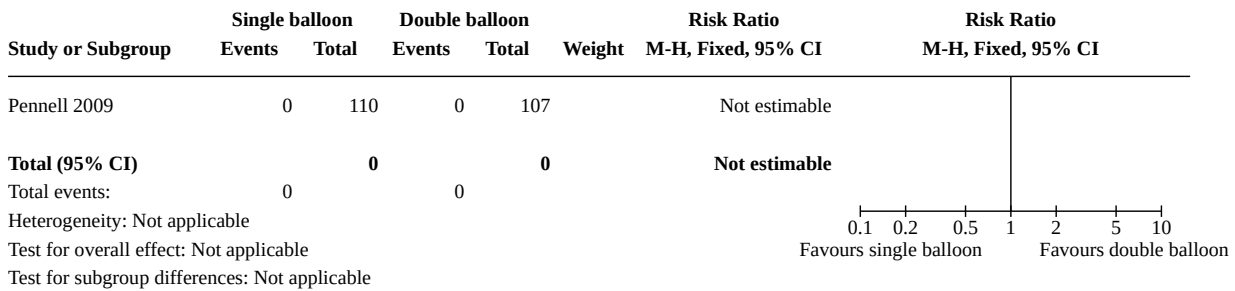 Single balloon Double balloon Risk Ratio Risk Ratio
Study or Subgroup Events Total Events Total Weight M-H, Fixed, 95% CI M-H, Fixed, 95% CI
Pennell 2009 0 110 0 107 Not estimable
Total (95% CI) 0 0 Not estimable
Total events: 0 0
Heterogeneity: Not applicable
0.1 0.2 0.5 1 2 5 10
Test for overall effect: Not applicable Favours single balloon Favours double balloon
Test for subgroup differences: Not applicable